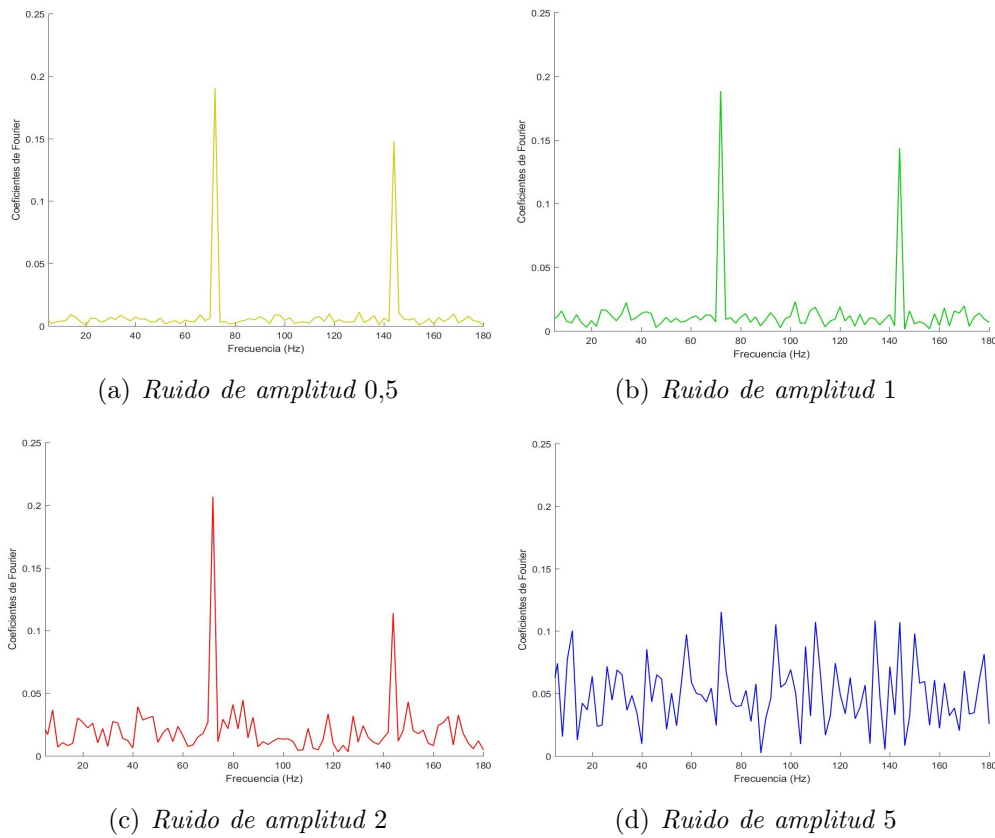 0.25
0.2
0.15
0.1
0.05
0
Coeficientes de Fourier
20 40 60 80 100 120 140 160 180
Frecuencia (Hz)
(a) Ruido de amplitud 0,5
0.25
0.2
0.15
0.1
0.05
0
Coeficientes de Fourier
20 40 60 80 100 120 140 160 180
Frecuencia (Hz)
(b) Ruido de amplitud 1
0.25
0.2
0.15
0.1
0.05
0
Coeficientes de Fourier
20 40 60 80 100 120 140 160 180
Frecuencia (Hz)
(c) Ruido de amplitud 2
0.25
0.2
0.15
0.1
0.05
0
Coeficientes de Fourier
20 40 60 80 100 120 140 160 180
Frecuencia (Hz)
(d) Ruido de amplitud 5